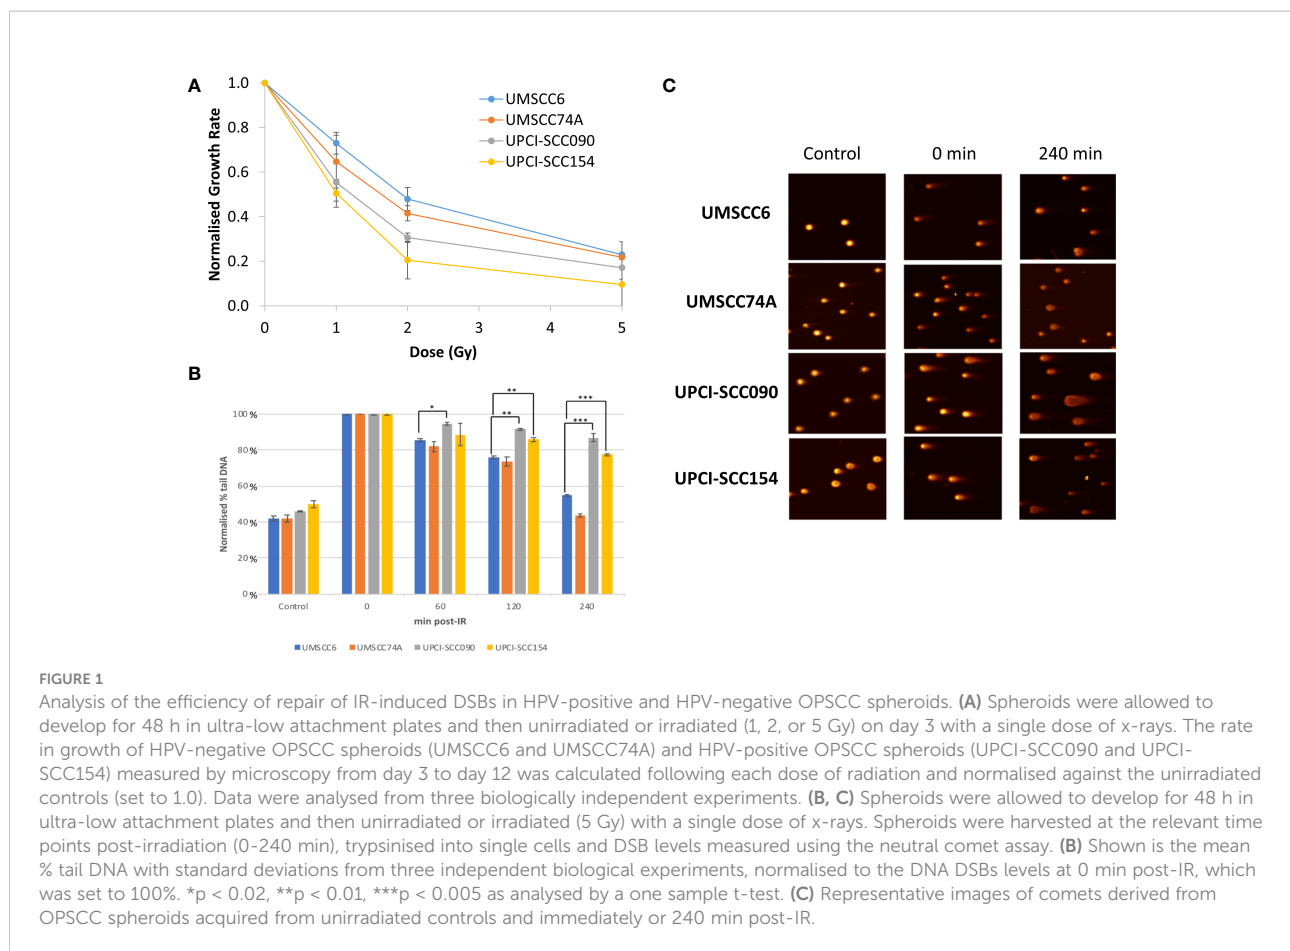 A
1.0
0.8
0.6
0.4
0.2
0.0
Normalised Growth Rate
0 1 2 3 4 5
Dose (Gy)
UMSCC6
UMSCC74A
UPCI-SCC090
UPCI-SCC154
B
100 %
80 %
60 %
40 %
20 %
0 %
Normalised % tail DNA
* ** ** *** ***
Control 0 60 120 240
min post-IR
UMSCC6 UMSCC74A UPCI-SCC090 UPCI-SCC154
C
Control 0 min 240 min
UMSCC6
UMSCC74A
UPCI-SCC090
UPCI-SCC154
FIGURE 1
Analysis of the efficiency of repair of IR-induced DSBs in HPV-positive and HPV-negative OPSCC spheroids. (A) Spheroids were allowed to
develop for 48 h in ultra-low attachment plates and then unirradiated or irradiated (1, 2, or 5 Gy) on day 3 with a single dose of x-rays. The rate
in growth of HPV-negative OPSCC spheroids (UMSCC6 and UMSCC74A) and HPV-positive OPSCC spheroids (UPCI-SCC090 and UPCI-
SCC154) measured by microscopy from day 3 to day 12 was calculated following each dose of radiation and normalised against the unirradiated
controls (set to 1.0). Data were analysed from three biologically independent experiments. (B, C) Spheroids were allowed to develop for 48 h in
ultra-low attachment plates and then unirradiated or irradiated (5 Gy) with a single dose of x-rays. Spheroids were harvested at the relevant time
points post-irradiation (0-240 min), trypsinised into single cells and DSB levels measured using the neutral comet assay. (B) Shown is the mean
% tail DNA with standard deviations from three independent biological experiments, normalised to the DNA DSBs levels at 0 min post-IR, which
was set to 100%. *p < 0.02, **p < 0.01, ***p < 0.005 as analysed by a one sample t-test. (C) Representative images of comets derived from
OPSCC spheroids acquired from unirradiated controls and immediately or 240 min post-IR.